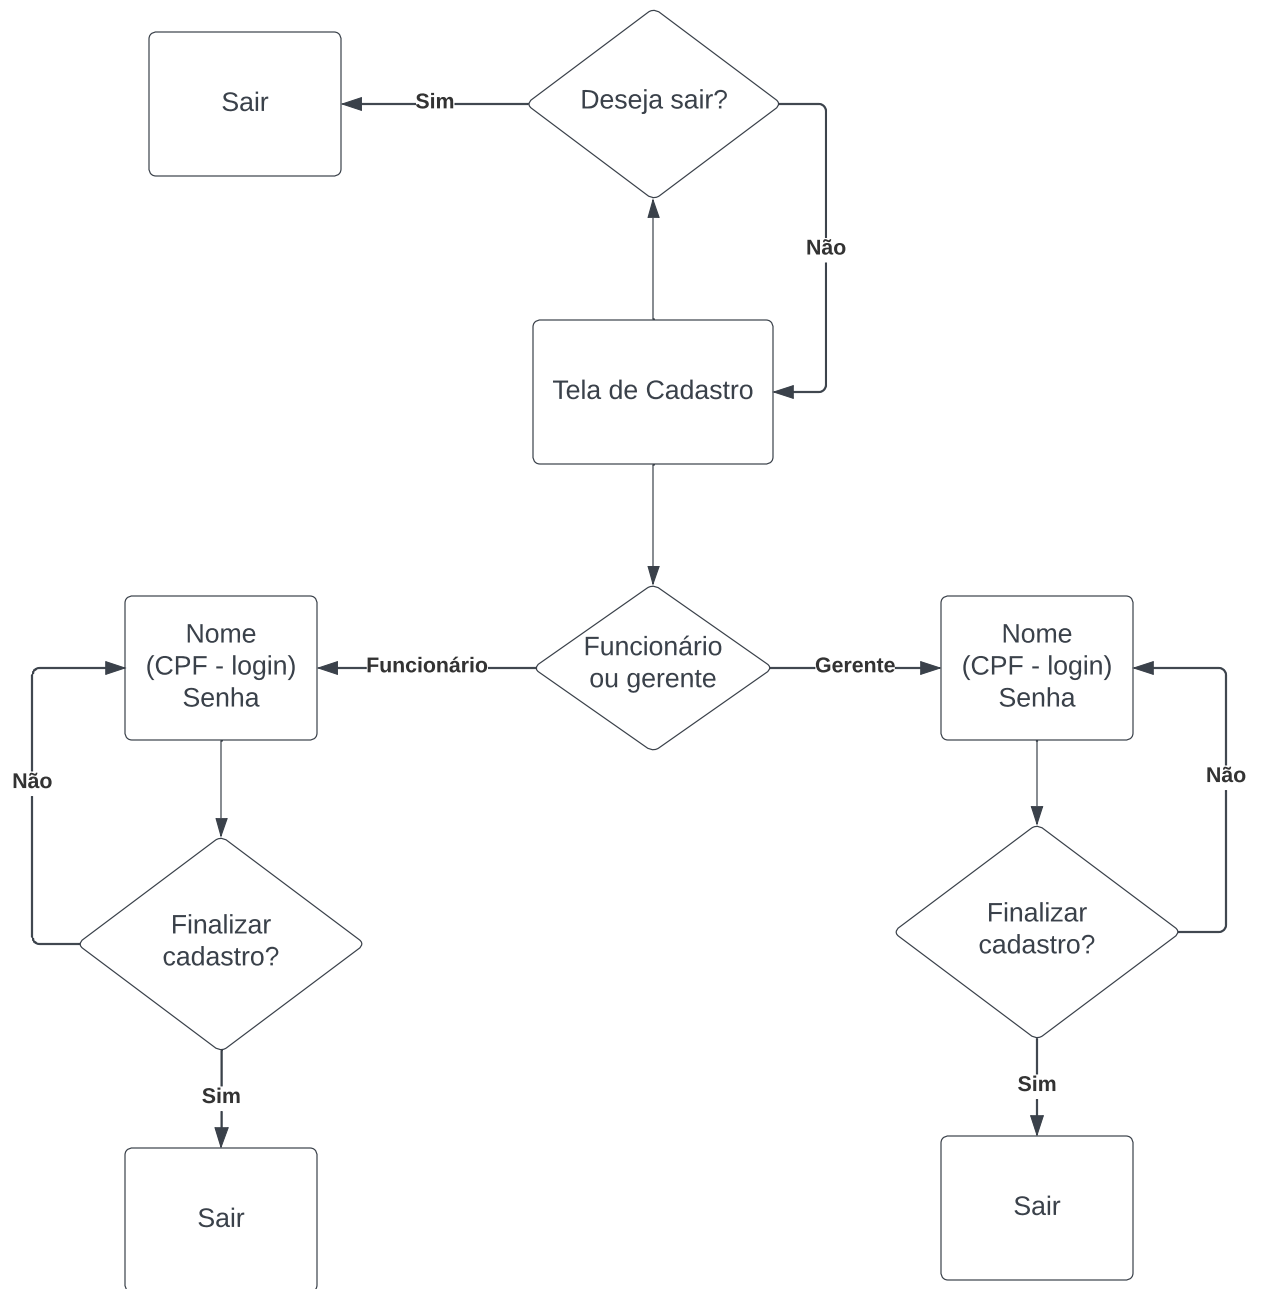 Sair
Sim
Deseja sair?
Não
Tela de Cadastro
Nome
(CPF - login)
Senha
Funcionário
Funcionário
ou gerente
Gerente
Nome
(CPF - login)
Senha
Não
Não
Finalizar
cadastro?
Finalizar
cadastro?
Sim
Sim
Sair
Sair